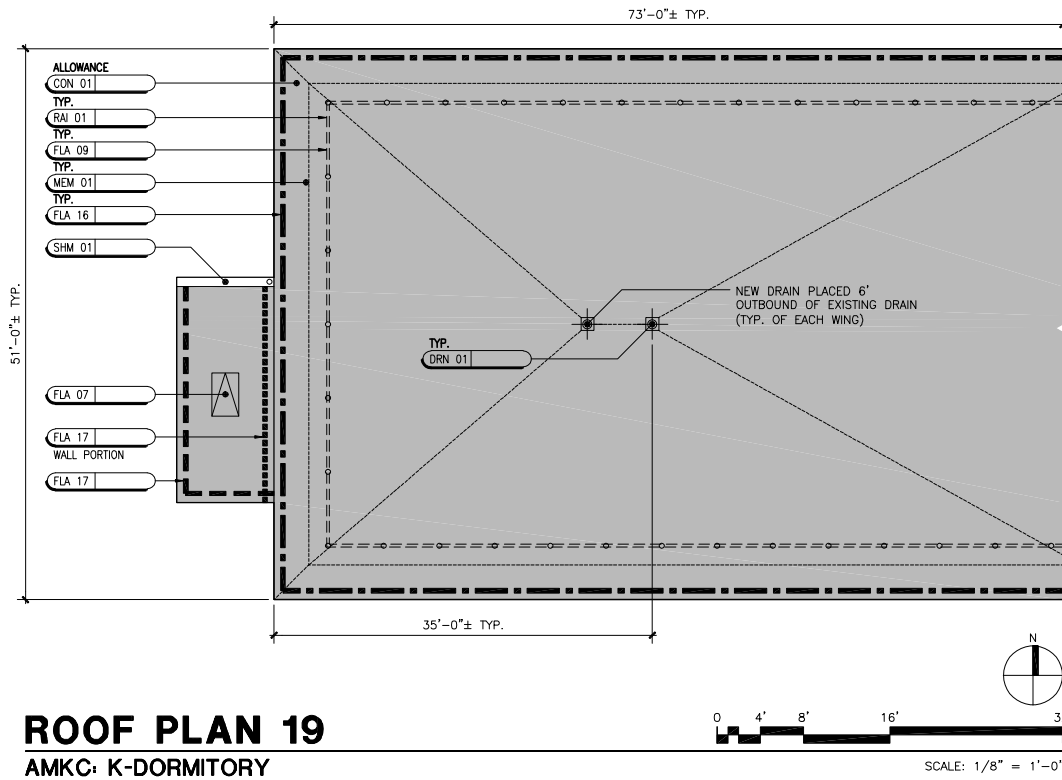 73'-0"± TYP.
ALLOWANCE
CON 01
TYP.
RAI 01
TYP.
FLA 09
TYP.
MEM 01
TYP.
FLA 16
SHM 01
51'-0"± TYP.
NEW DRAIN PLACED 6'
OUTBOUND OF EXISTING DRAIN
(TYP. OF EACH WING)
TYP.
DRN 01
FLA 07
FLA 17
WALL PORTION
FLA 17
35'-0"± TYP.
N
ROOF PLAN 19
AMKC: K-DORMITORY
0 4' 8' 16' 3
SCALE: 1/8" = 1'-0